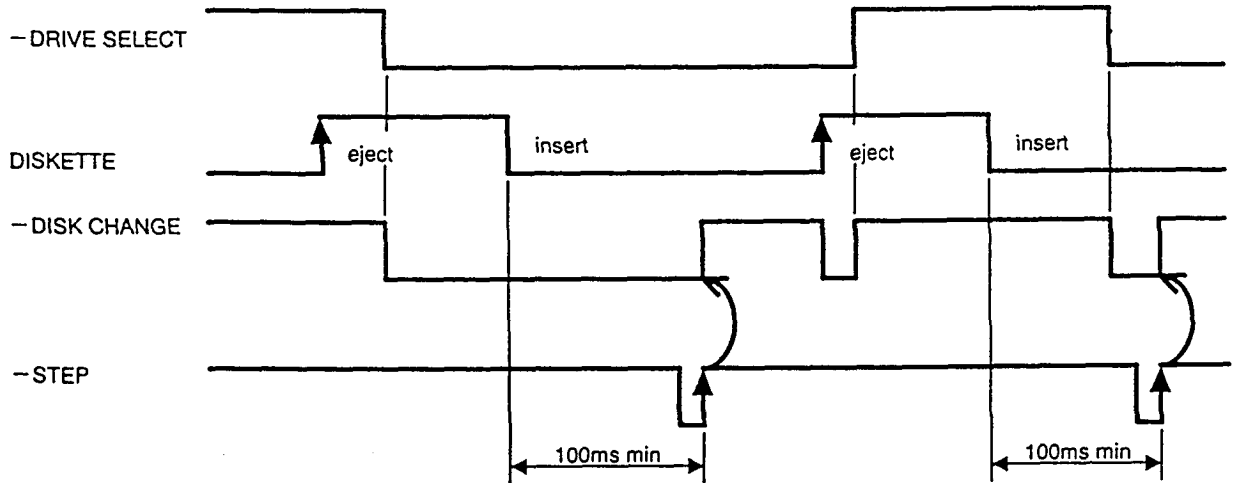 −DRIVE SELECT
DISKETTE
eject
insert
eject
insert
−DISK CHANGE
−STEP
100ms min
100ms min